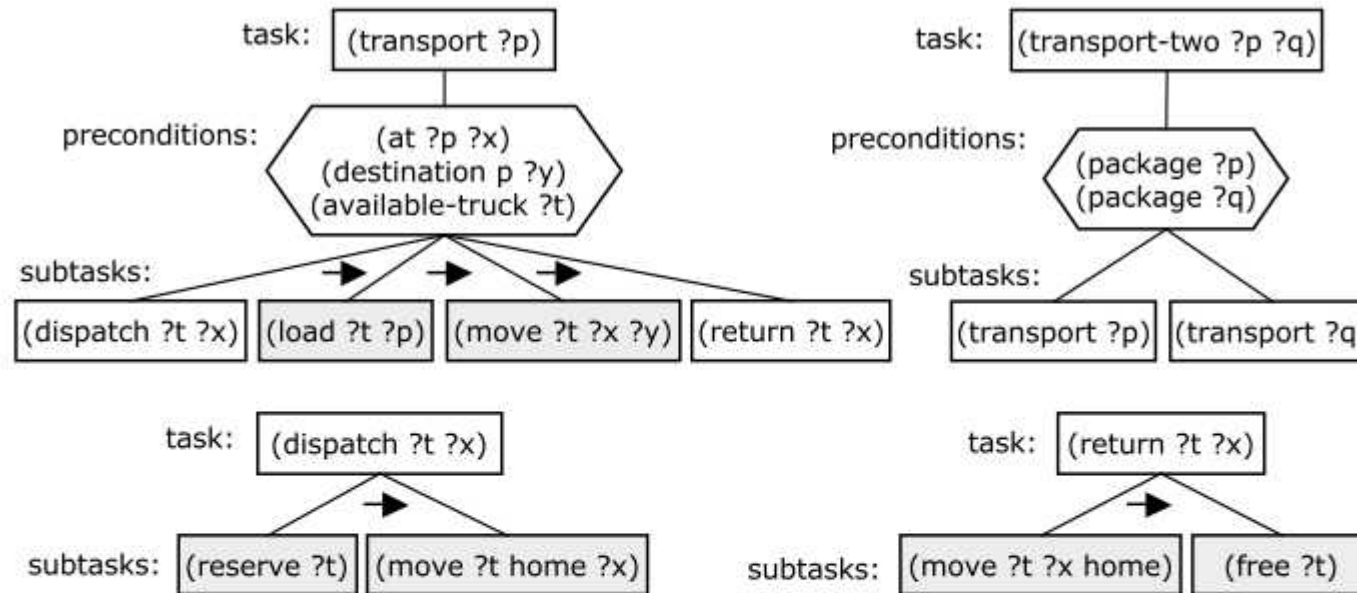 task:
(transport ?p)
preconditions:
(at ?p ?x)
(destination p ?y)
(available-truck ?t)
subtasks:
(dispatch ?t ?x)
(load ?t ?p)
(move ?t ?x ?y)
(return ?t ?x)
task:
(transport-two ?p ?q)
preconditions:
(package ?p)
(package ?q)
subtasks:
(transport ?p)
(transport ?q
task:
(dispatch ?t ?x)
subtasks:
(reserve ?t)
(move ?t home ?x)
task:
(return ?t ?x)
subtasks:
(move ?t ?x home)
(free ?t)